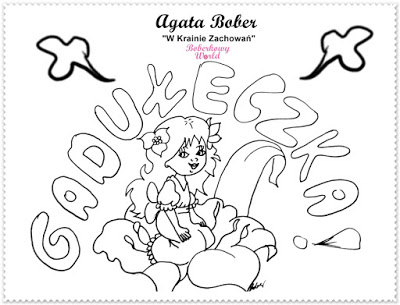 Agata Bober
"W Krainie Zachowań"
Boberkowy
World
GADUŁECZKA!